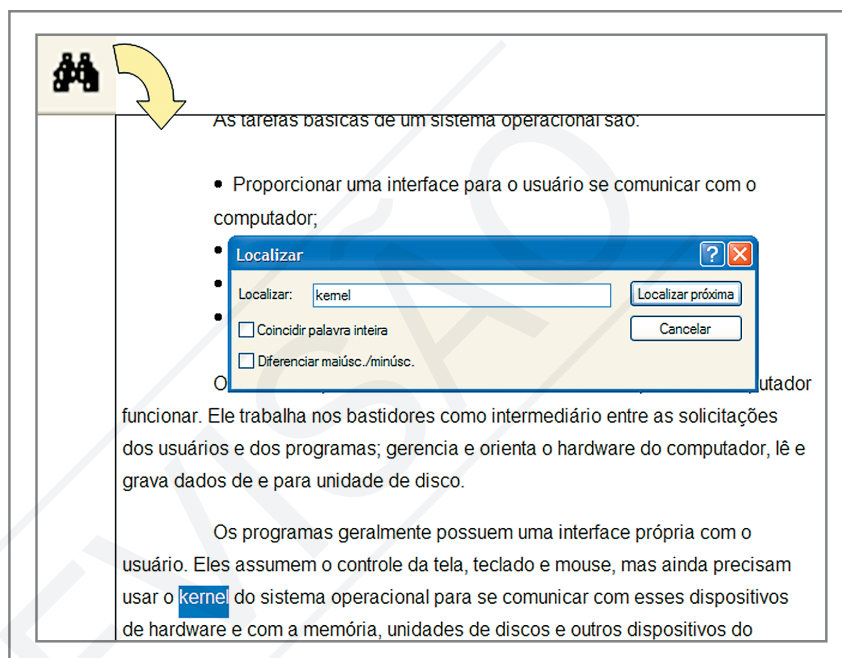 As tarefas básicas de um sistema operacional são:
• Proporcionar uma interface para o usuário se comunicar com o
computador;
•
•
•
Localizar
Localizar: kernel
Localizar próxima
Coincidir palavra inteira
Cancelar
Diferenciar maiúsc./minúsc.
O
funcionar. Ele trabalha nos bastidores como intermediário entre as solicitações
dos usuários e dos programas; gerencia e orienta o hardware do computador, lê e
grava dados de e para unidade de disco.
Os programas geralmente possuem uma interface própria com o
usuário. Eles assumem o controle da tela, teclado e mouse, mas ainda precisam
usar o kernel do sistema operacional para se comunicar com esses dispositivos
de hardware e com a memória, unidades de discos e outros dispositivos do